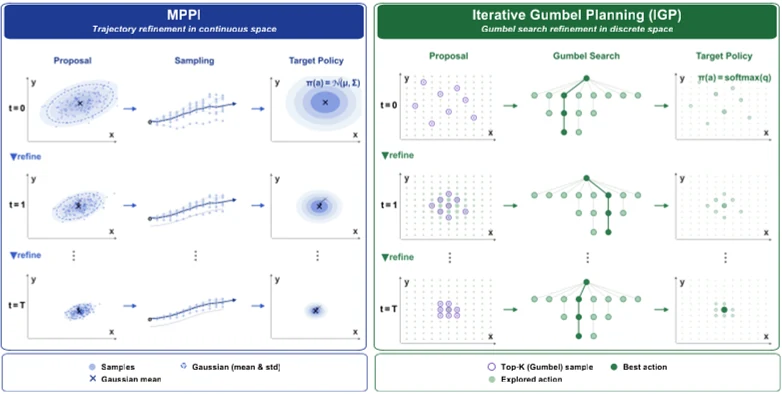 MPPI
Trajectory refinement in continuous space
Proposal
Sampling
Target Policy
t=0
y
x
y
π(a) = 𝒩(μ, Σ)
x
▼refine
t=1
y
x
y
x
▼refine
t=T
y
x
y
x
Samples
Gaussian (mean & std)
Gaussian mean
Iterative Gumbel Planning (IGP)
Gumbel search refinement in discrete space
Proposal
Gumbel Search
Target Policy
t=0
y
x
y
π(a) = softmax(q)
x
▼refine
t=1
y
x
y
x
▼refine
t=T
y
x
y
x
Top-K (Gumbel) sample
Best action
Explored action